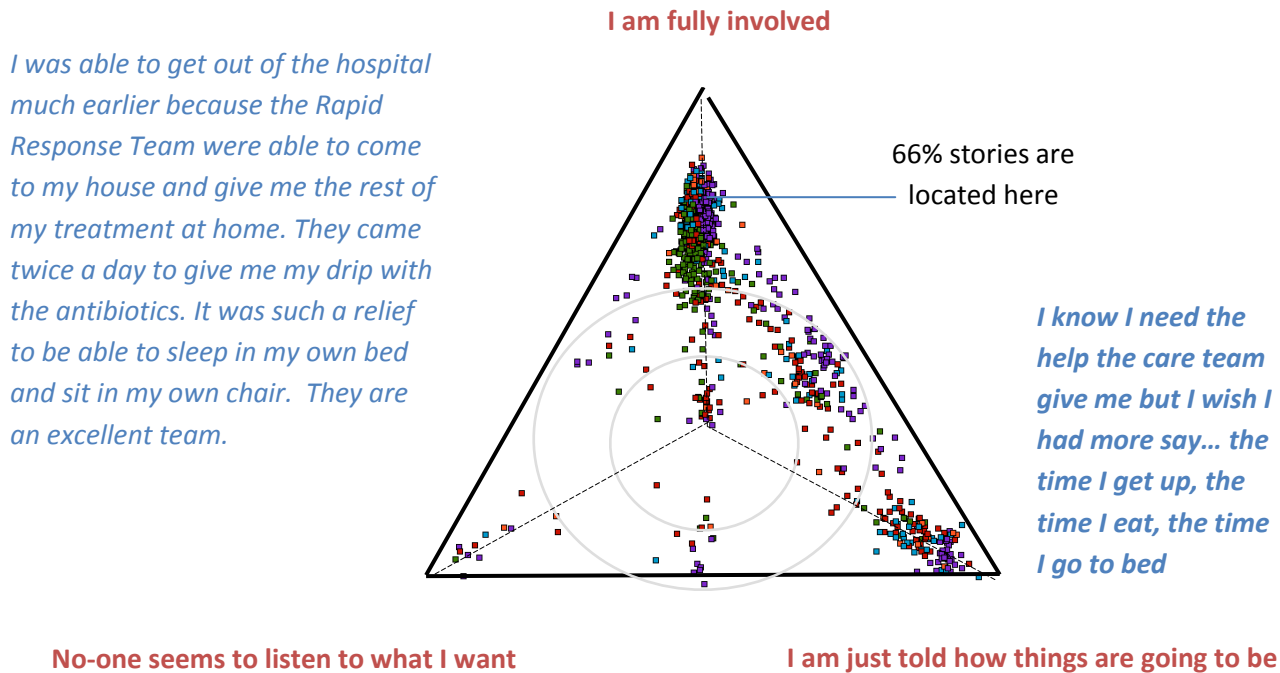 I am fully involved
I was able to get out of the hospital
much earlier because the Rapid
Response Team were able to come
to my house and give me the rest of
my treatment at home. They came
twice a day to give me my drip with
the antibiotics. It was such a relief
to be able to sleep in my own bed
and sit in my own chair.  They are
an excellent team.
66% stories are
located here
I know I need the
help the care team
give me but I wish I
had more say... the
time I get up, the
time I eat, the time
I go to bed
No-one seems to listen to what I want
I am just told how things are going to be